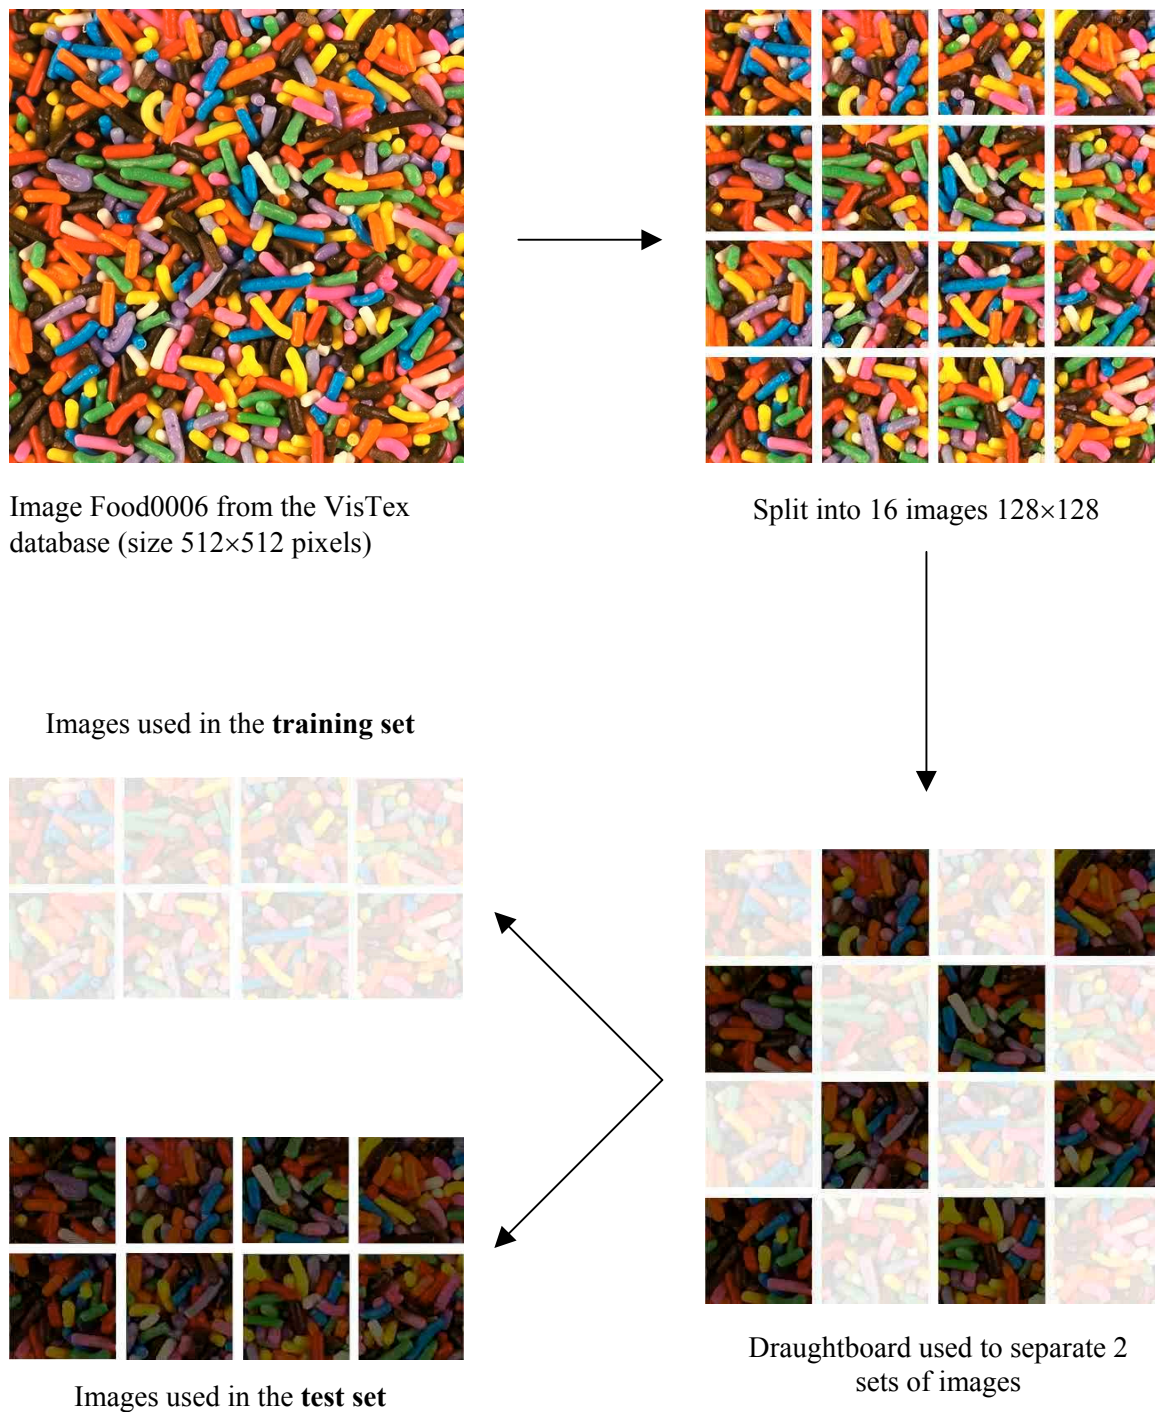 Image Food0006 from the VisTex
database (size 512×512 pixels)
Split into 16 images 128×128
Images used in the training set
Draughtboard used to separate 2
sets of images
Images used in the test set